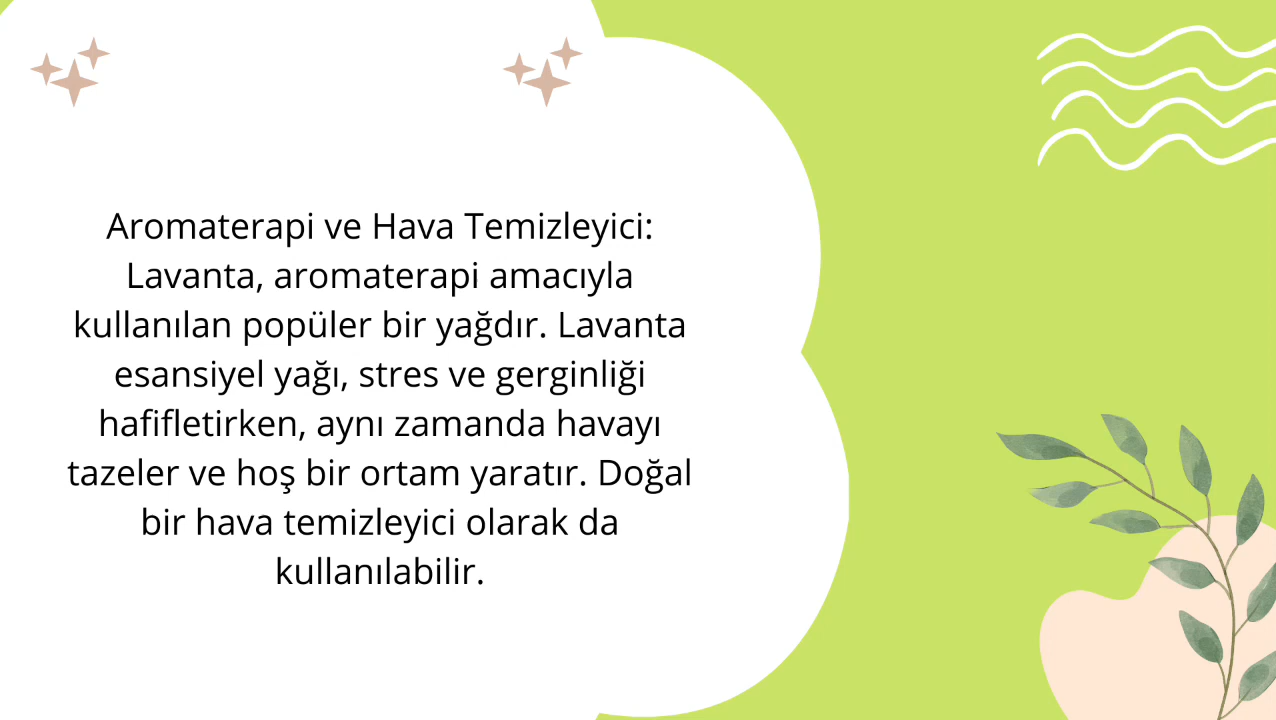 Aromaterapi ve Hava Temizleyici:
Lavanta, aromaterapi amacıyla
kullanılan popüler bir yağdır. Lavanta
esansiyel yağı, stres ve gerginliği
hafifletirken, aynı zamanda havayı
tazeler ve hoş bir ortam yaratır. Doğal
bir hava temizleyici olarak da
kullanılabilir.